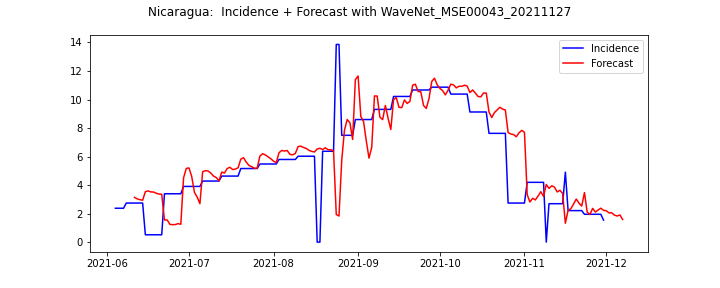 Nicaragua:  Incidence + Forecast with WaveNet_MSE00043_20211127
Incidence
Forecast
14
12
10
8
6
4
2
0
2021-06 2021-07 2021-08 2021-09 2021-10 2021-11 2021-12